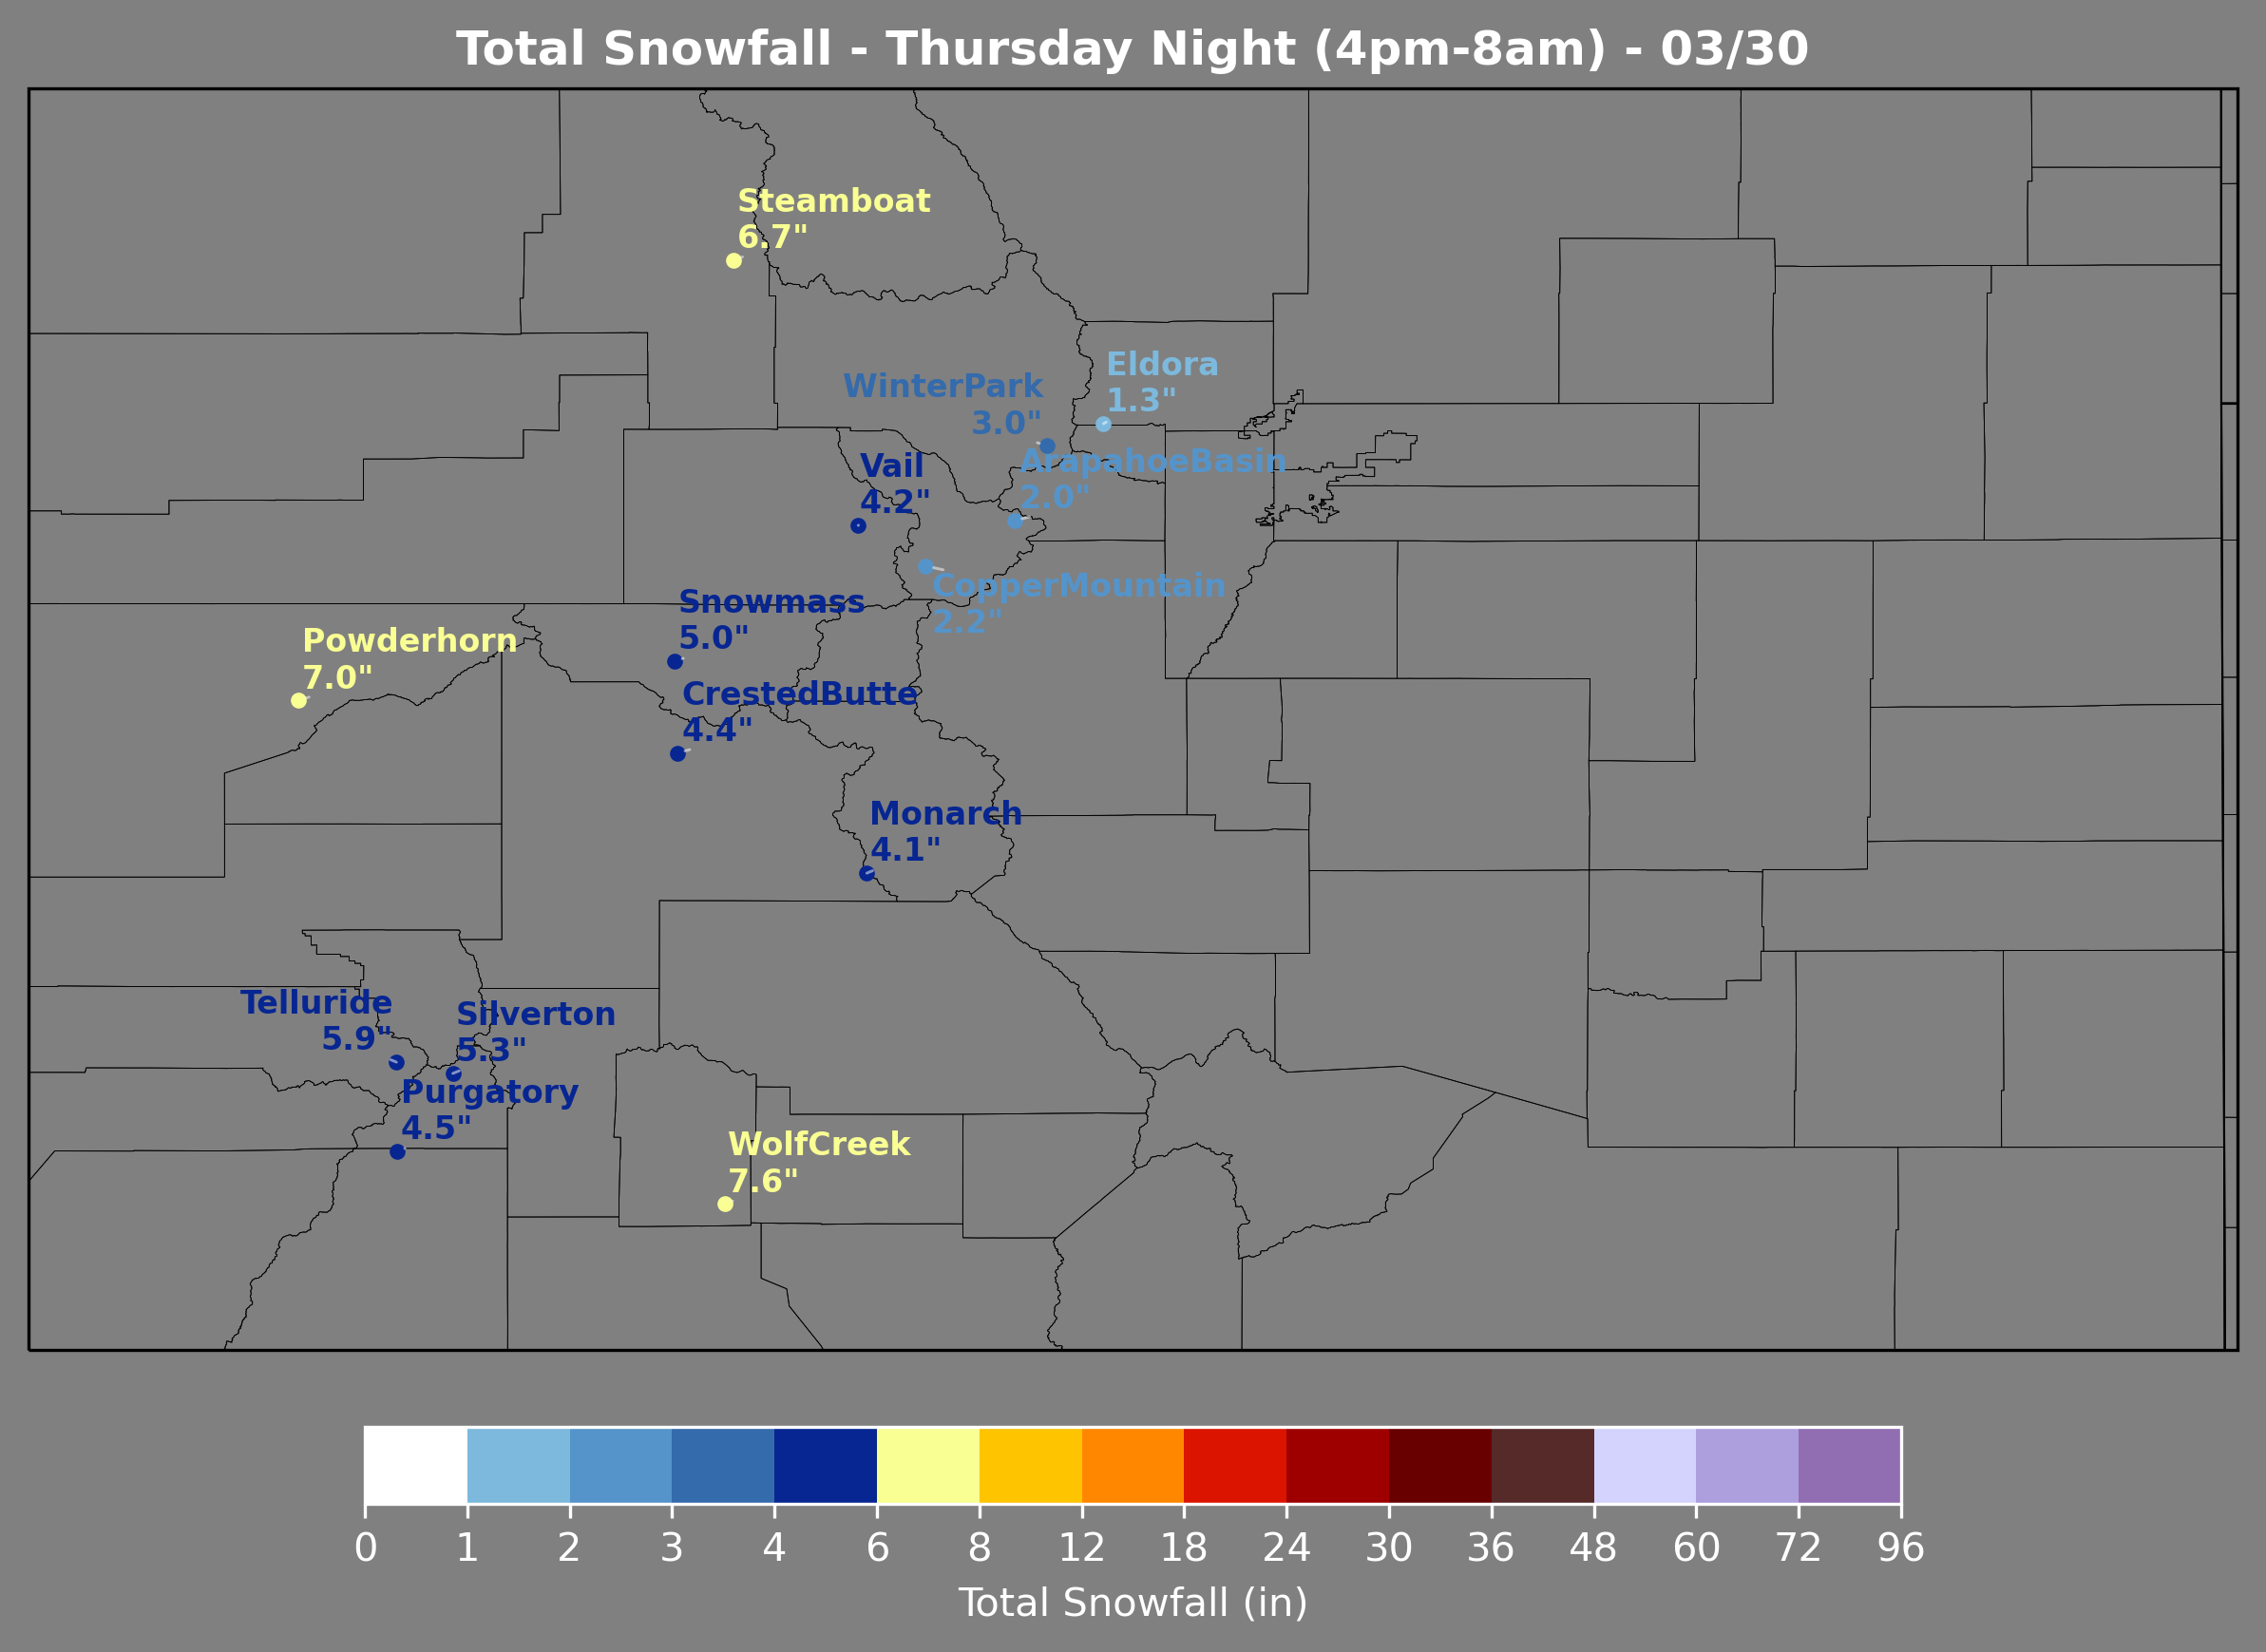 Total Snowfall - Thursday Night (4pm-8am) - 03/30
Steamboat
6.7"
Eldora
1.3"
WinterPark
3.0"
ArapahoeBasin
2.0"
Vail
4.2"
CopperMountain
2.2"
Snowmass
5.0"
Powderhorn
7.0"
CrestedButte
4.4"
Monarch
4.1"
Telluride
5.9"
Silverton
5.3"
Purgatory
4.5"
WolfCreek
7.6"
0 1 2 3 4 6 8 12 18 24 30 36 48 60 72 96
Total Snowfall (in)